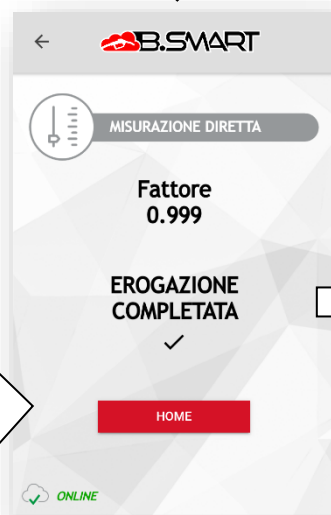 B.SMART
MISURAZIONE DIRETTA
Fattore
0.999
EROGAZIONE
COMPLETATA
HOME
ONLINE